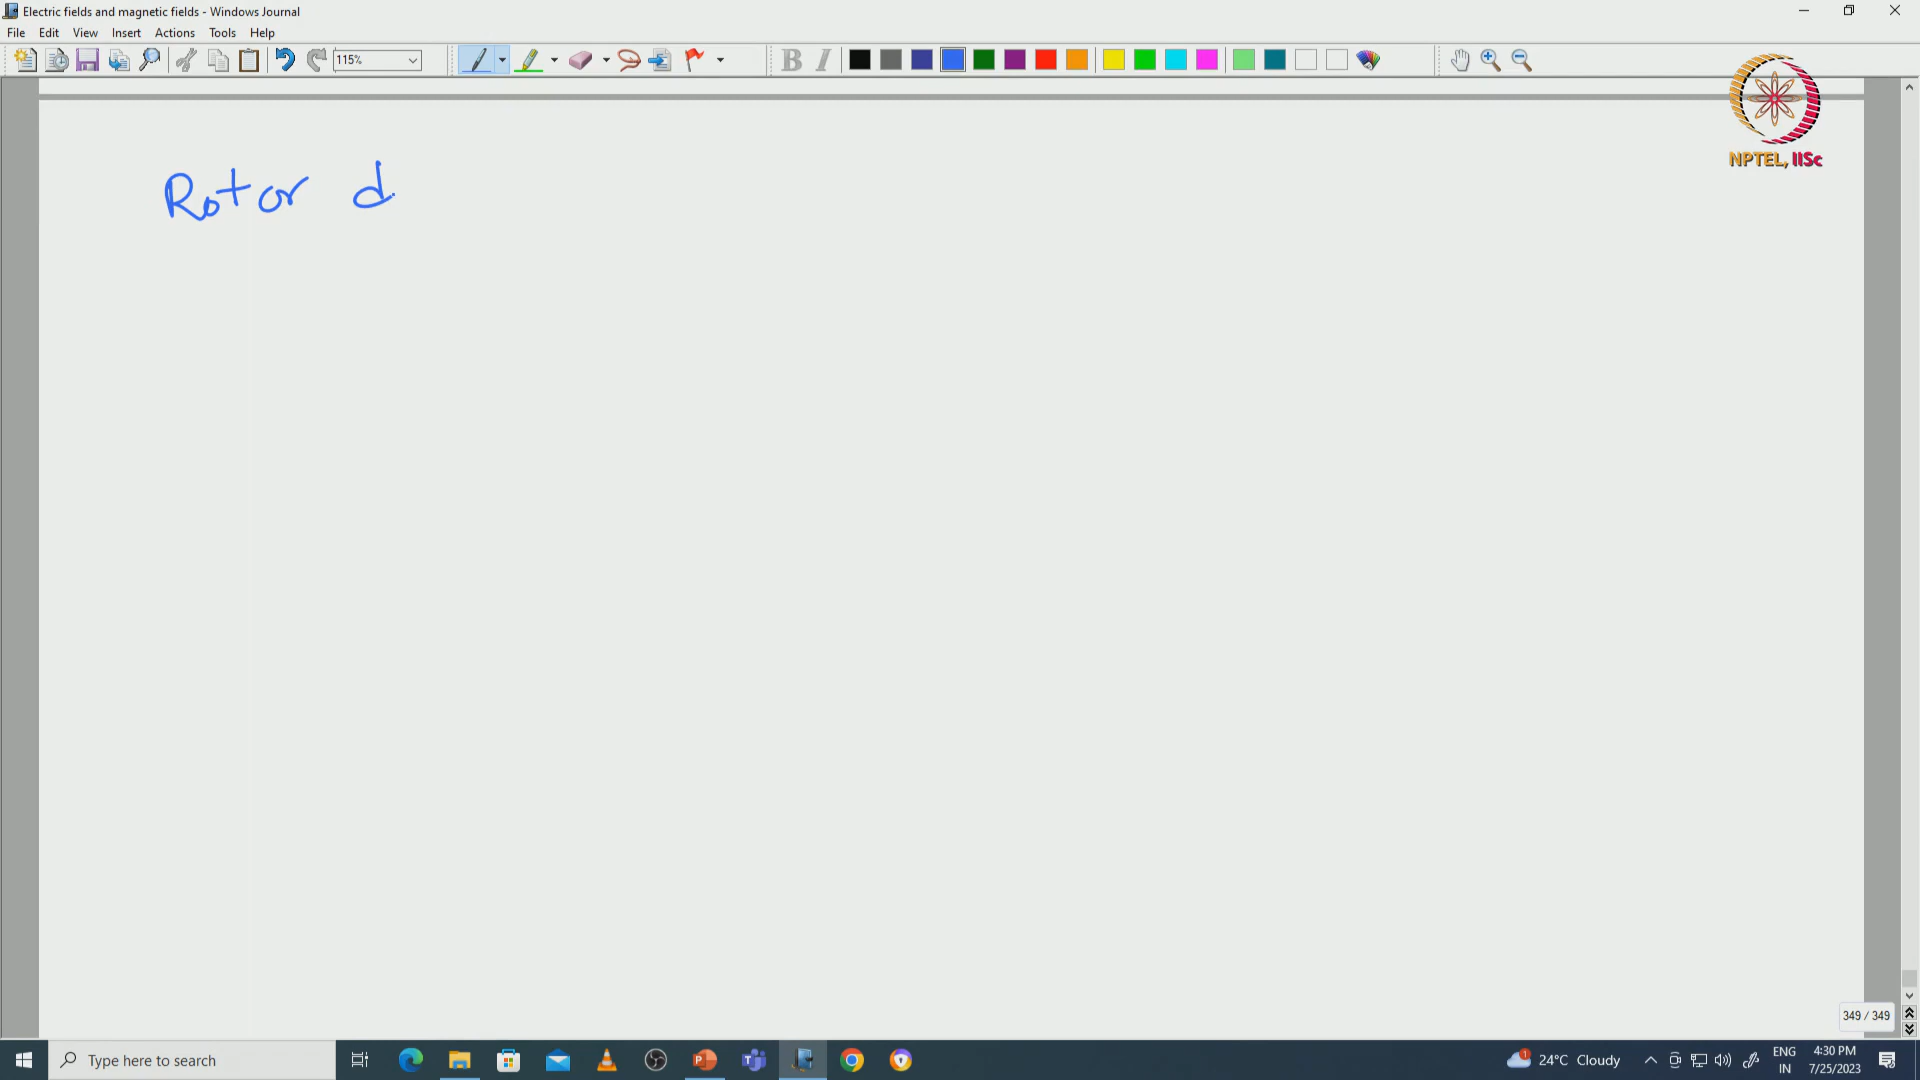 Electric fields and magnetic fields - Windows Journal
File Edit View Insert Actions Tools Help
115%
B I
NPTEL, IISc
Rotor d
349 / 349
Type here to search
24°C Cloudy
ENG
IN
4:30 PM
7/25/2023